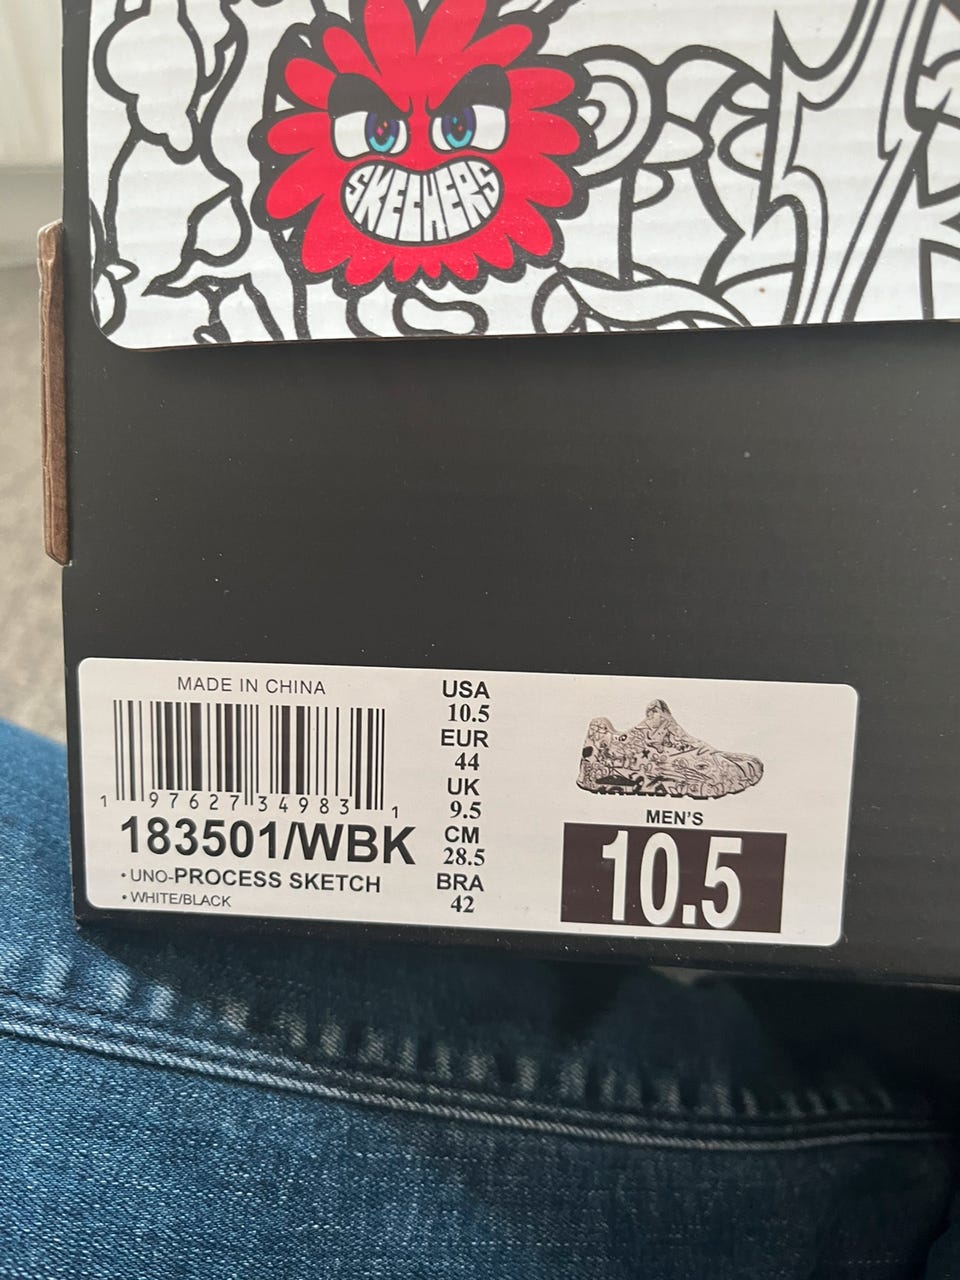 SKECHERS
MADE IN CHINA
1 97627 34983 1
183501/WBK
• UNO-PROCESS SKETCH
• WHITE/BLACK
USA
10.5
EUR
44
UK
9.5
CM
28.5
BRA
42
MEN'S
10.5